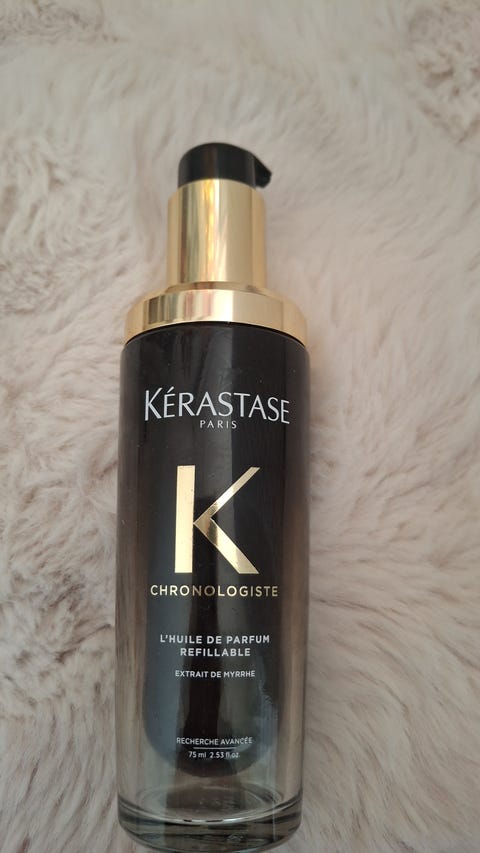 KÉRASTASE
PARIS
K
CHRONOLOGISTE
L'HUILE DE PARFUM
REFILLABLE
EXTRAIT DE MYRRHE
RECHERCHE AVANCÉE
75 ml 2.53 fl.oz.